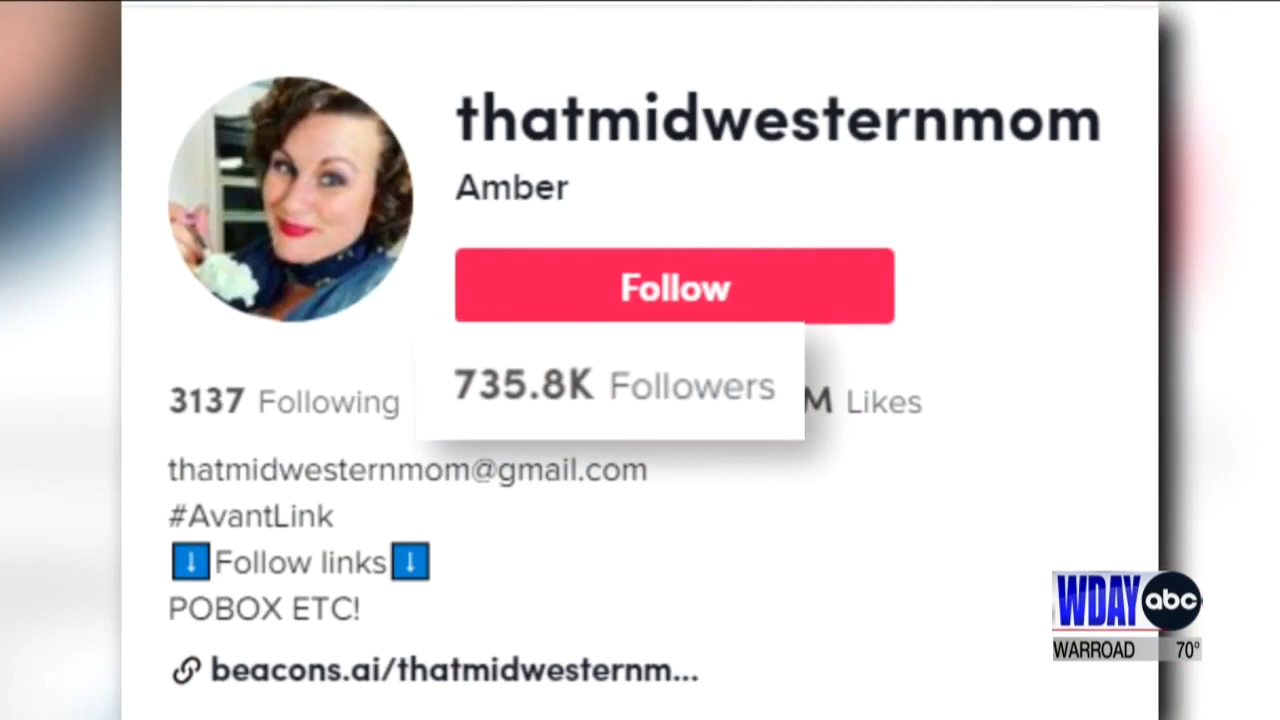 thatmidwesternmom
Amber
Follow
3137 Following
735.8K Followers
M Likes
thatmidwesternmom@gmail.com
#AvantLink
⬇️Follow links⬇️
POBOX ETC!
beacons.ai/thatmidwesternm...
WDAY abc
WARROAD 70°